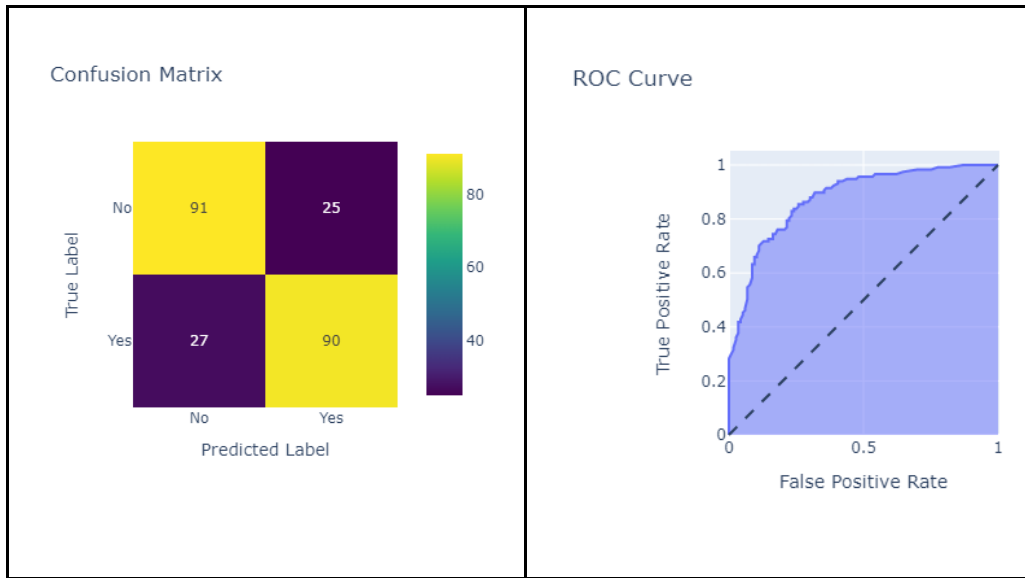 Confusion Matrix
No
91
25
80
60
True Label
Yes
27
90
40
No
Yes
Predicted Label
ROC Curve
1
0.8
0.6
True Positive Rate
0.4
0.2
0
0
0.5
1
False Positive Rate